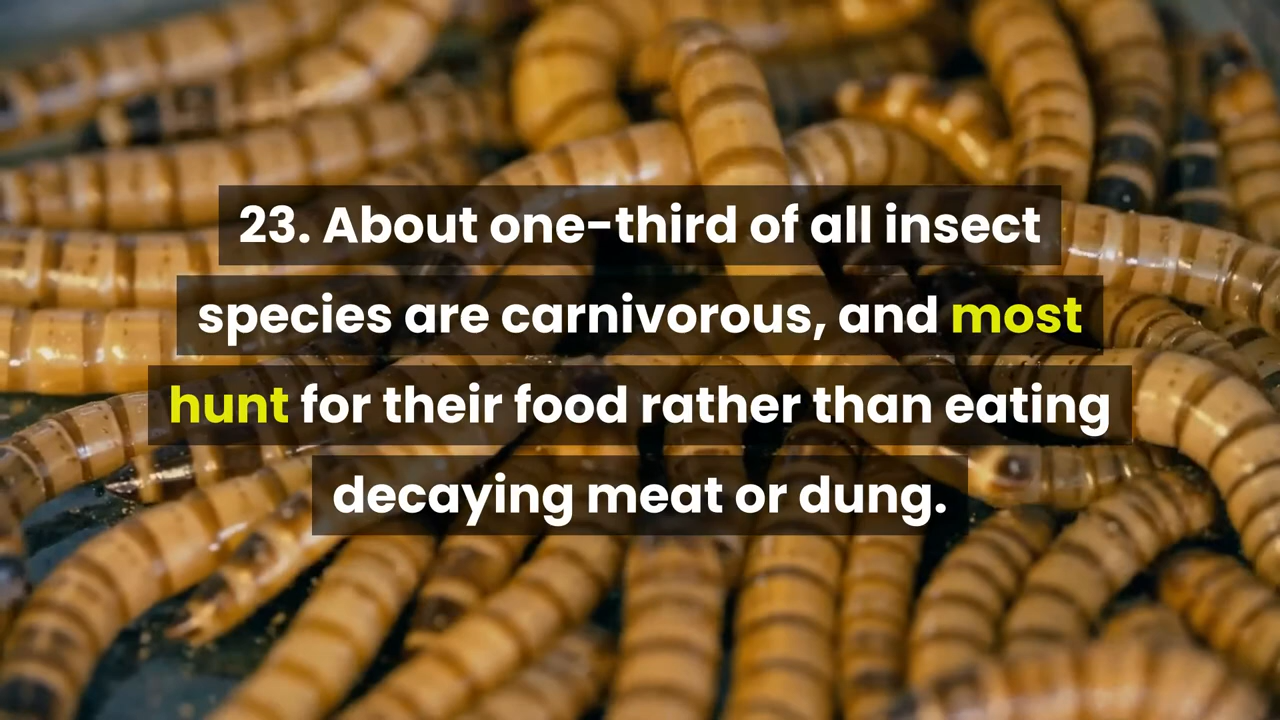 23. About one-third of all insect
species are carnivorous, and most
hunt for their food rather than eating
decaying meat or dung.